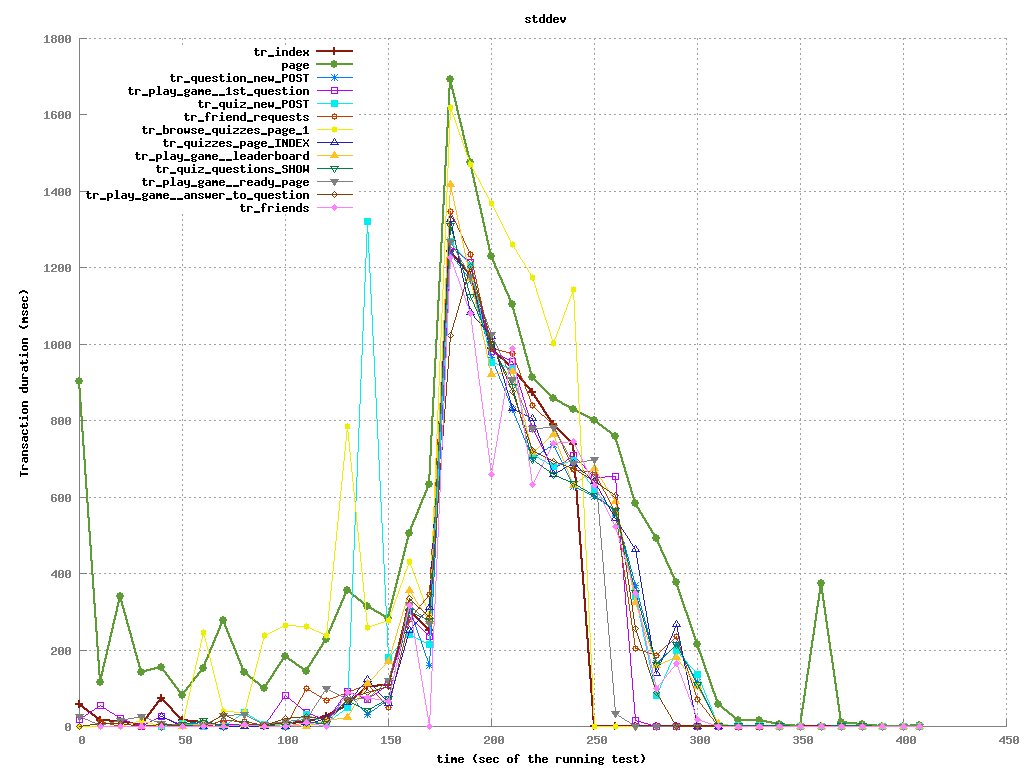 stddev
1800
1600
1400
1200
1000
800
600
400
200
0
Transaction duration (msec)
tr_index
page
tr_question_new_POST
tr_play_game__1st_question
tr_quiz_new_POST
tr_friend_requests
tr_browse_quizzes_page_1
tr_quizzes_page_INDEX
tr_play_game__leaderboard
tr_quiz_questions_SHOW
tr_play_game__ready_page
tr_play_game__answer_to_question
tr_friends
0 50 100 150 200 250 300 350 400 450
time (sec of the running test)